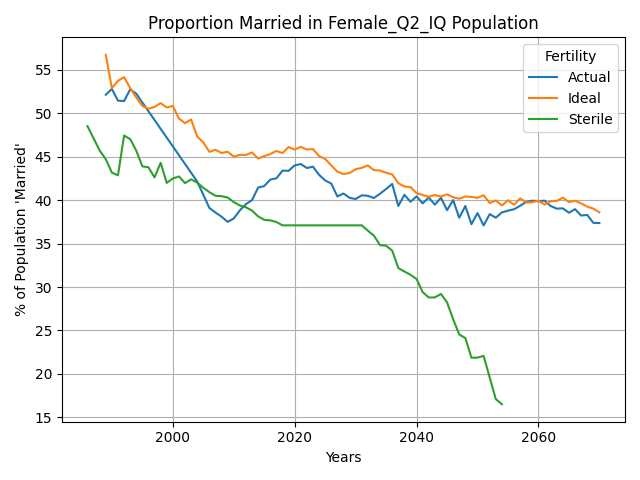 Proportion Married in Female_Q2_IQ Population
% of Population 'Married'
55
50
45
40
35
30
25
20
15
2000 2020 2040 2060
Years
Fertility
Actual
Ideal
Sterile